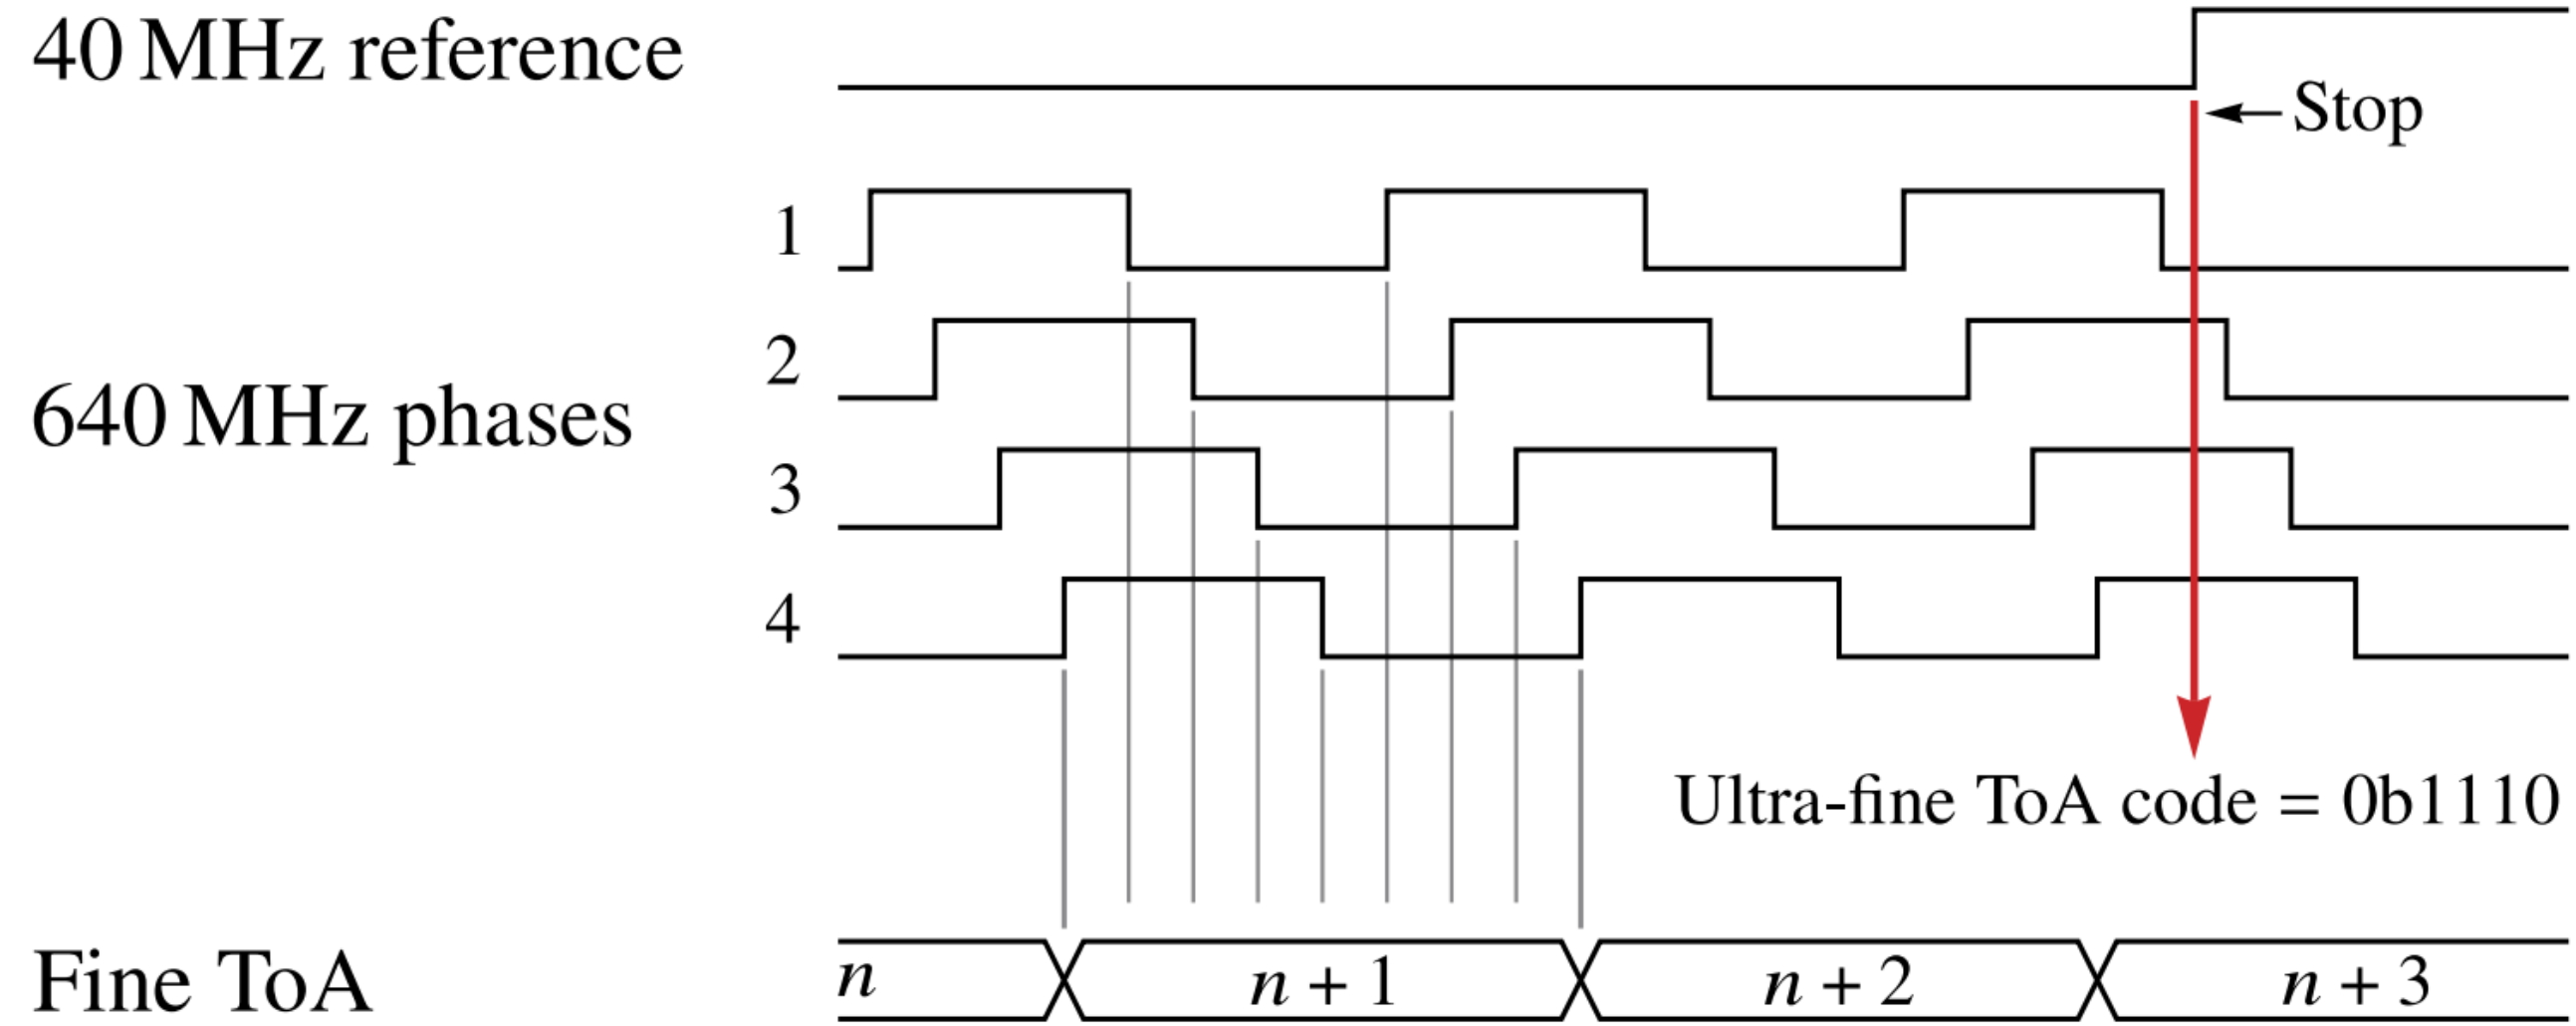 40 MHz reference
Stop
1
2
640 MHz phases
3
4
Ultra-fine ToA code = 0b1110
Fine ToA
n
n + 1
n + 2
n + 3